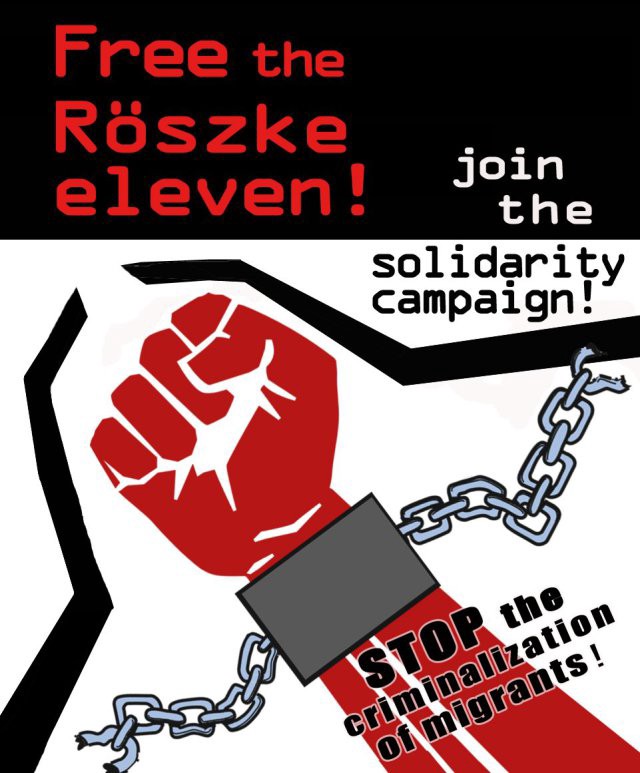 Free the
Röszke
eleven!
join
the
solidarity
campaign!
STOP the
criminalization
of migrants!